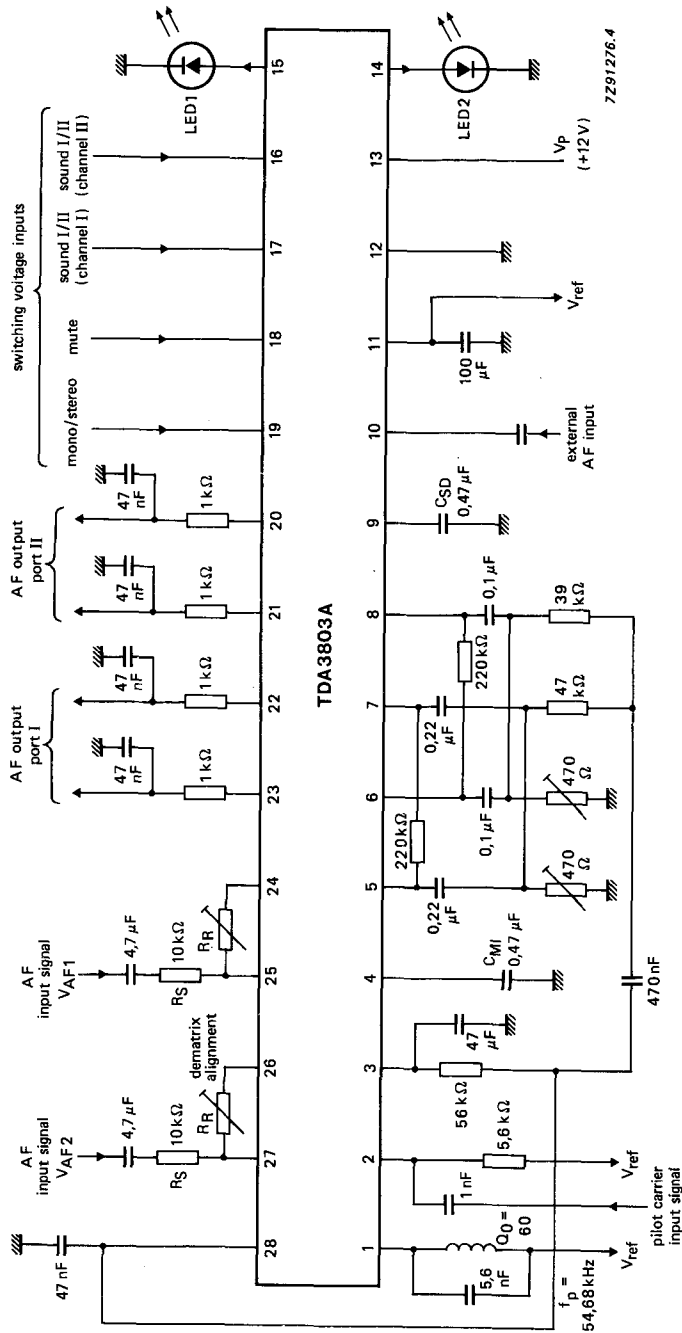 switching voltage inputs
AF output
port I
AF output
port II
mono/stereo
mute
sound I/II
(channel I)
sound I/II
(channel II)
AF
input signal
VAF2
AF
input signal
VAF1
47 nF
4,7 µF
10 kΩ
RS
RR
dematrix
alignment
4,7 µF
10 kΩ
RS
RR
47
nF
1 kΩ
47
nF
1 kΩ
47
nF
1 kΩ
47
nF
1 kΩ
LED1
28
27
26
25
24
23
22
21
20
19
18
17
16
15
TDA3803A
1
2
3
4
5
6
7
8
9
10
11
12
13
14
5,6
nF
Q0 =
60
fp =
54,68 kHz
Vref
1 nF
5,6 kΩ
Vref
pilot carrier
input signal
56 kΩ
47
µF
CMI
0,47 µF
470 nF
220 kΩ
0,22
µF
470
Ω
0,1 µF
470
Ω
0,22
µF
220 kΩ
47
kΩ
0,1 µF
39
kΩ
CSD
0,47 µF
external
AF input
100
µF
Vref
VP
(+12 V)
LED2
7Z91276.4